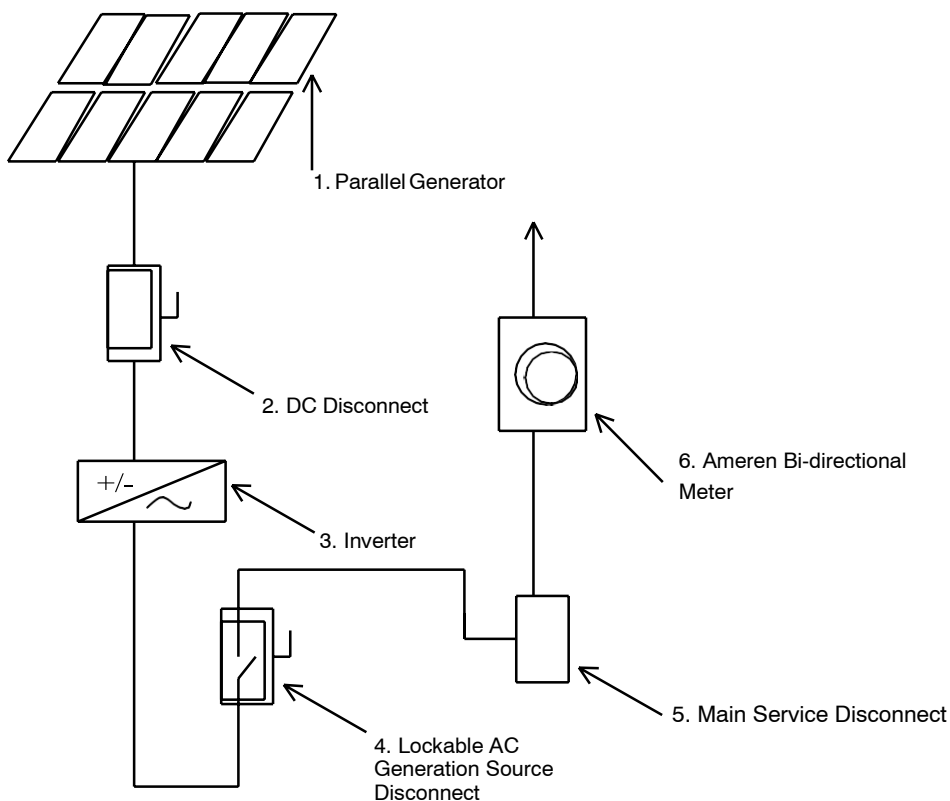 1. Parallel Generator
2. DC Disconnect
+/-
3. Inverter
4. Lockable AC
Generation Source
Disconnect
5. Main Service Disconnect
6. Ameren Bi-directional
Meter